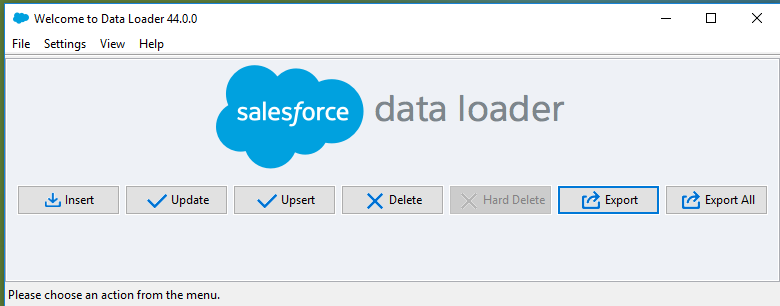 Welcome to Data Loader 44.0.0
File Settings View Help
salesforce data loader
Insert Update Upsert Delete Hard Delete Export Export All
Please choose an action from the menu.